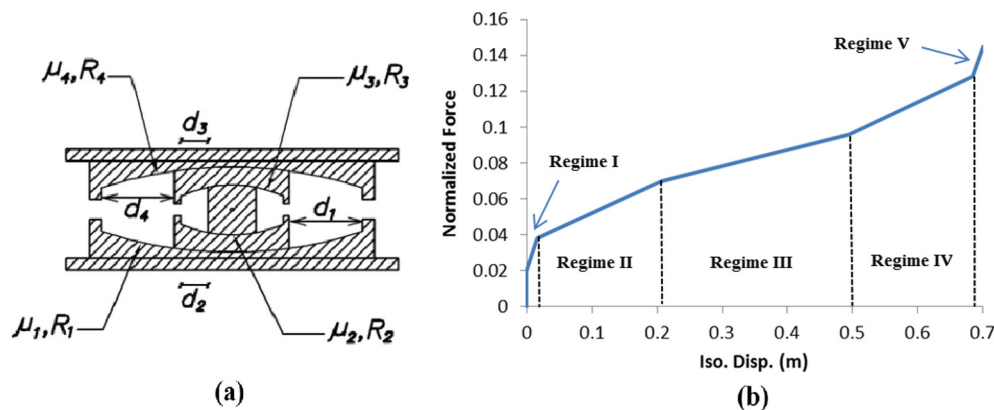 μ₄, R₄
μ₃, R₃
d₃
d₄
d₁
d₂
μ₁, R₁
μ₂, R₂
(a)
Normalized Force
0.16
0.14
0.12
0.1
0.08
0.06
0.04
0.02
0
Regime V
Regime I
Regime II
Regime III
Regime IV
0 0.1 0.2 0.3 0.4 0.5 0.6 0.7
Iso. Disp. (m)
(b)